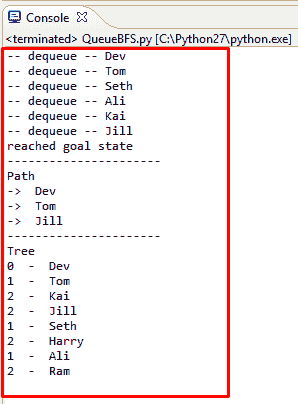 Console
<terminated> QueueBFS.py [C:\Python27\python.exe]
-- dequeue -- Dev
-- dequeue -- Tom
-- dequeue -- Seth
-- dequeue -- Ali
-- dequeue -- Kai
-- dequeue -- Jill
reached goal state
----------------------
Path
->  Dev
->  Tom
->  Jill
----------------------
Tree
0  -  Dev
1  -  Tom
2  -  Kai
2  -  Jill
1  -  Seth
2  -  Harry
1  -  Ali
2  -  Ram